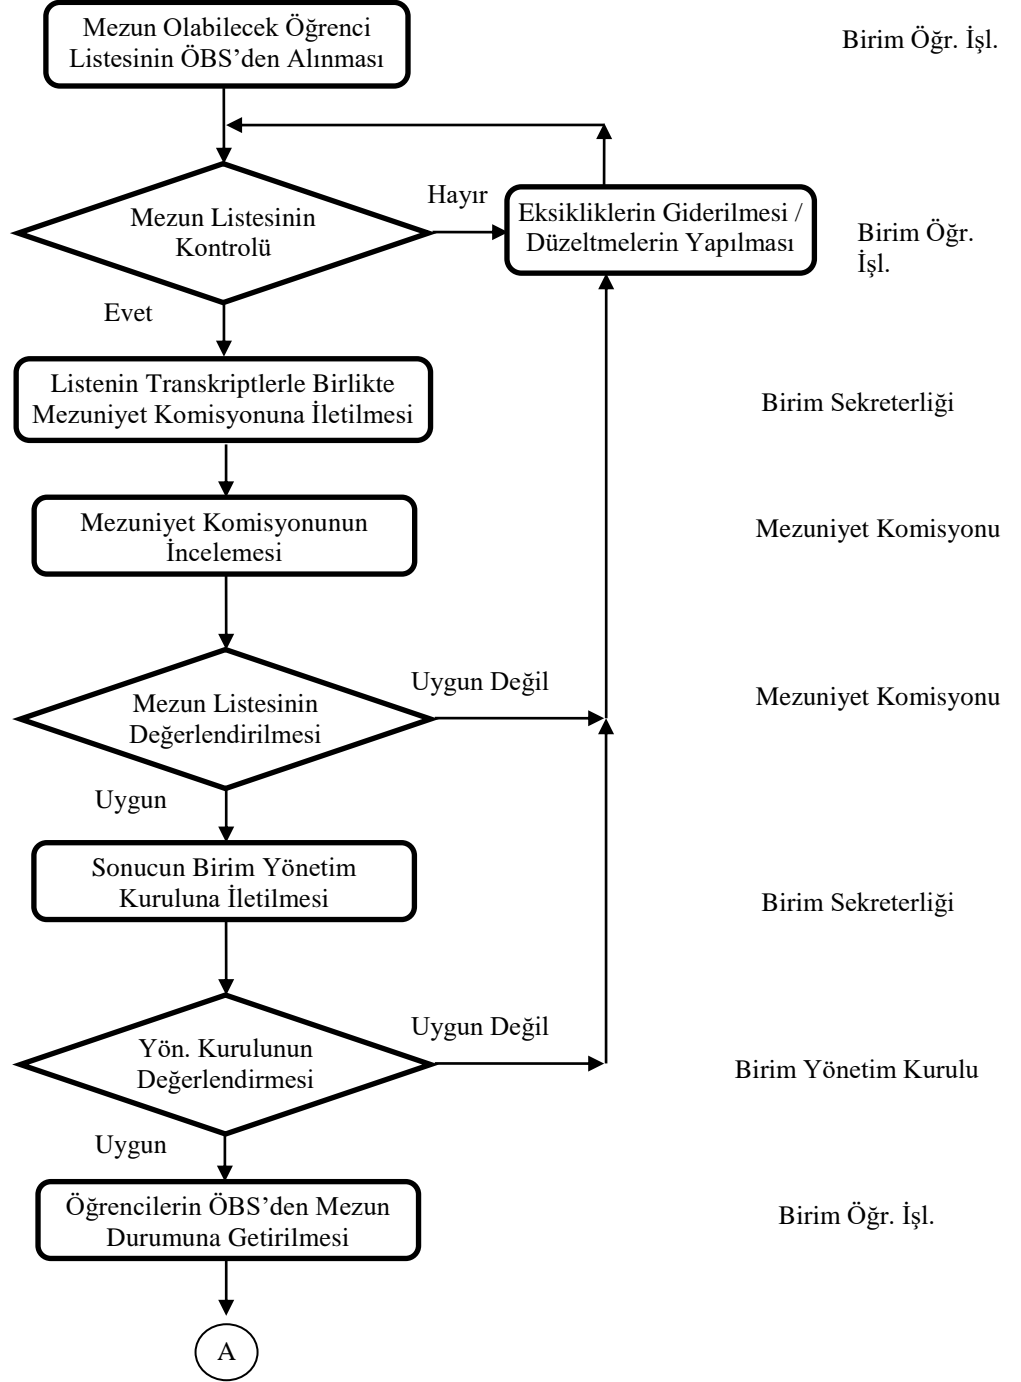 Mezun Olabilecek Öğrenci
Listesinin ÖBS’den Alınması
Birim Öğr. İşl.
Mezun Listesinin
Kontrolü
Hayır
Eksikliklerin Giderilmesi /
Düzeltmelerin Yapılması
Birim Öğr.
İşl.
Evet
Listenin Transkriptlerle Birlikte
Mezuniyet Komisyonuna İletilmesi
Birim Sekreterliği
Mezuniyet Komisyonunun
İncelemesi
Mezuniyet Komisyonu
Mezun Listesinin
Değerlendirilmesi
Uygun Değil
Mezuniyet Komisyonu
Uygun
Sonucun Birim Yönetim
Kuruluna İletilmesi
Birim Sekreterliği
Yön. Kurulunun
Değerlendirmesi
Uygun Değil
Birim Yönetim Kurulu
Uygun
Öğrencilerin ÖBS’den Mezun
Durumuna Getirilmesi
Birim Öğr. İşl.
A